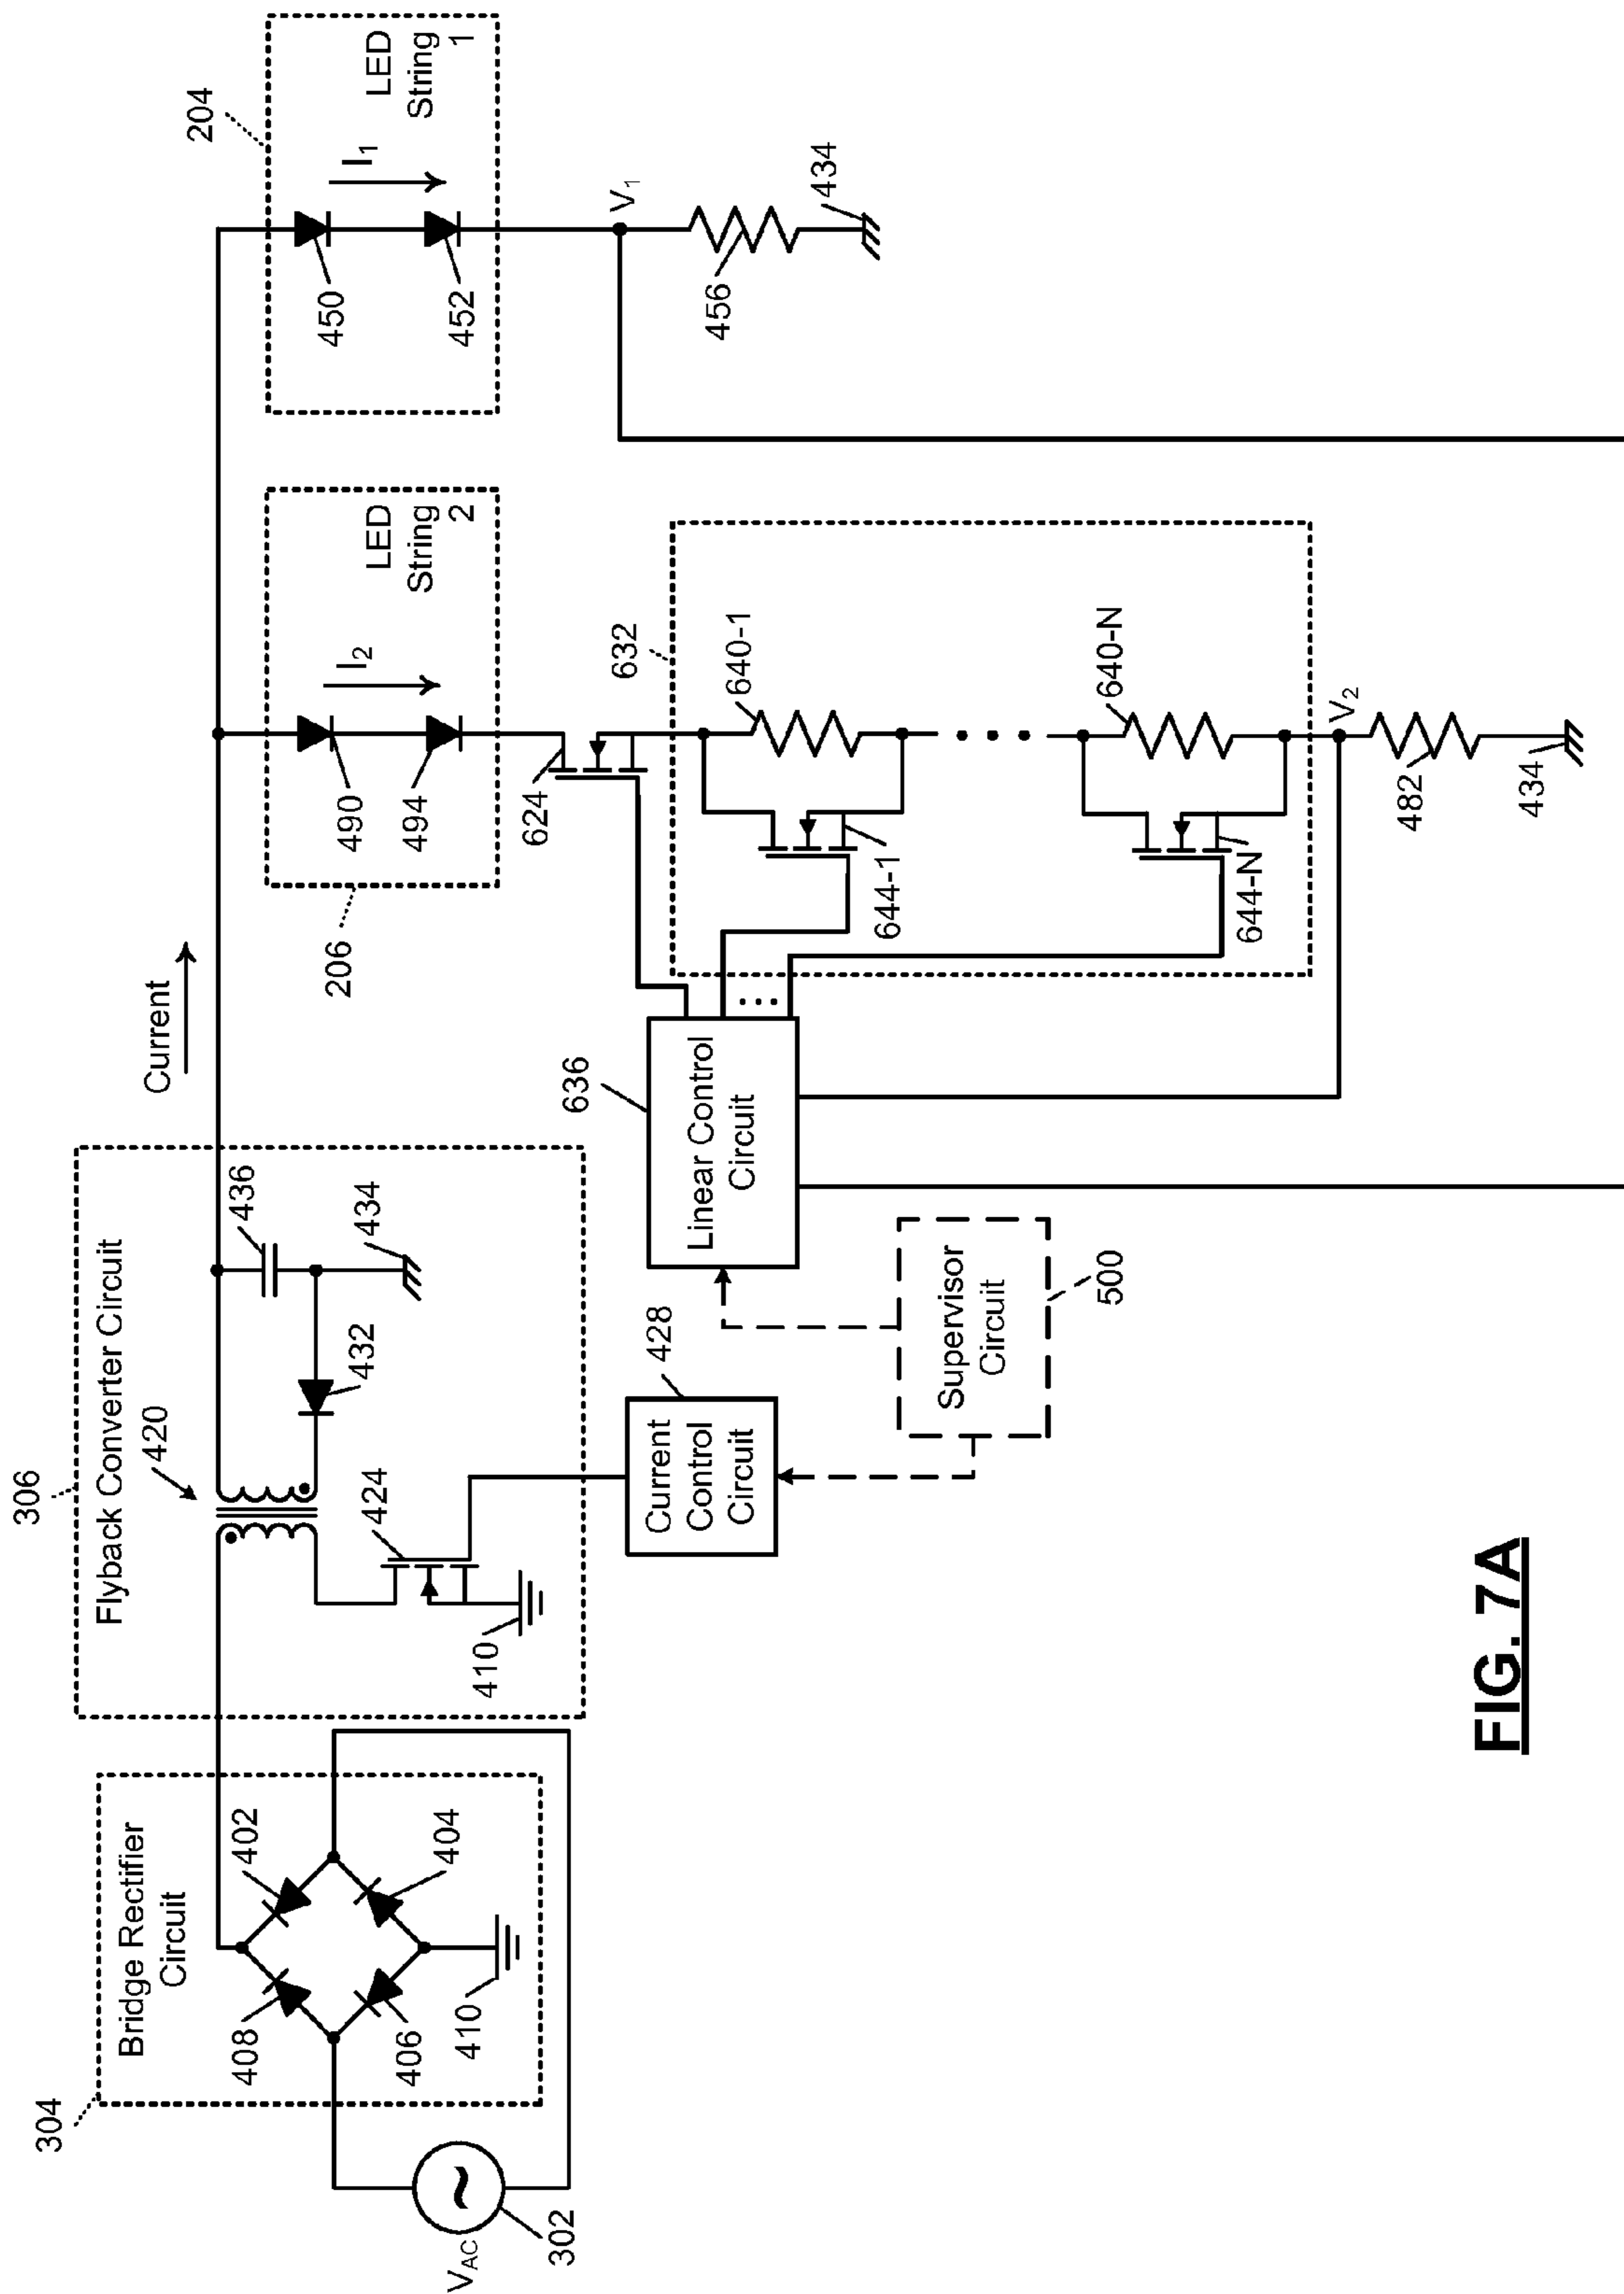 304
Bridge Rectifier
Circuit
408
402
406
404
410
V_AC
302
306
Flyback Converter Circuit
420
436
424
432
434
410
Current
Current
Control
Circuit
428
Supervisor
Circuit
500
636
Linear Control
Circuit
...
206
LED
String
2
I₂
490
494
624
632
640-1
644-1
640-N
644-N
V₂
482
434
204
LED
String
1
I₁
450
452
V₁
456
434
FIG. 7A